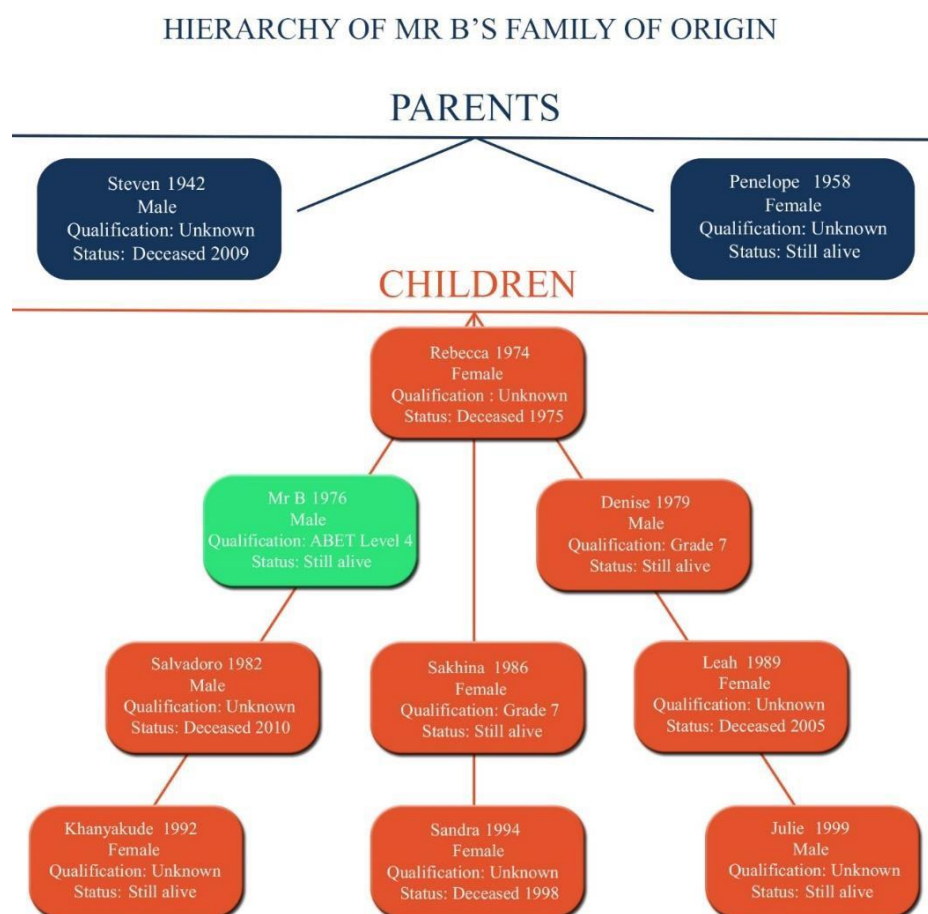 HIERARCHY OF MR B’S FAMILY OF ORIGIN
PARENTS
Steven 1942
Male
Qualification: Unknown
Status: Deceased 2009
Penelope 1958
Female
Qualification: Unknown
Status: Still alive
CHILDREN
Rebecca 1974
Female
Qualification : Unknown
Status: Deceased 1975
Mr B 1976
Male
Qualification: ABET Level 4
Status: Still alive
Denise 1979
Male
Qualification: Grade 7
Status: Still alive
Salvadoro 1982
Male
Qualification: Unknown
Status: Deceased 2010
Sakhina 1986
Female
Qualification: Grade 7
Status: Still alive
Leah 1989
Female
Qualification: Unknown
Status: Deceased 2005
Khanyakude 1992
Female
Qualification: Unknown
Status: Still alive
Sandra 1994
Female
Qualification: Unknown
Status: Deceased 1998
Julie 1999
Male
Qualification: Unknown
Status: Still alive